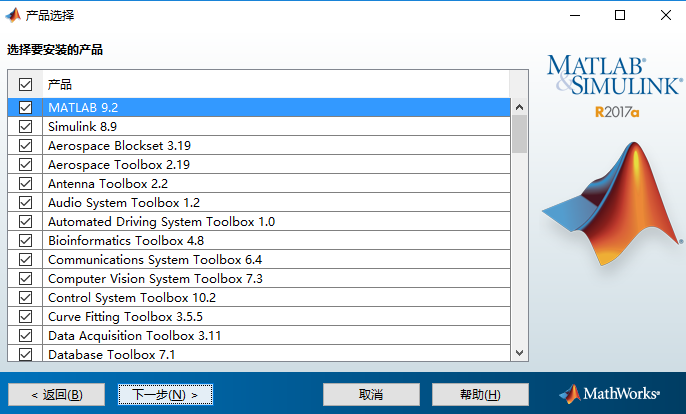 产品选择
选择要安装的产品
产品
MATLAB 9.2
Simulink 8.9
Aerospace Blockset 3.19
Aerospace Toolbox 2.19
Antenna Toolbox 2.2
Audio System Toolbox 1.2
Automated Driving System Toolbox 1.0
Bioinformatics Toolbox 4.8
Communications System Toolbox 6.4
Computer Vision System Toolbox 7.3
Control System Toolbox 10.2
Curve Fitting Toolbox 3.5.5
Data Acquisition Toolbox 3.11
Database Toolbox 7.1
MATLAB®
&SIMULINK®
R2017a
< 返回(B)
下一步(N) >
取消
帮助(H)
MathWorks®